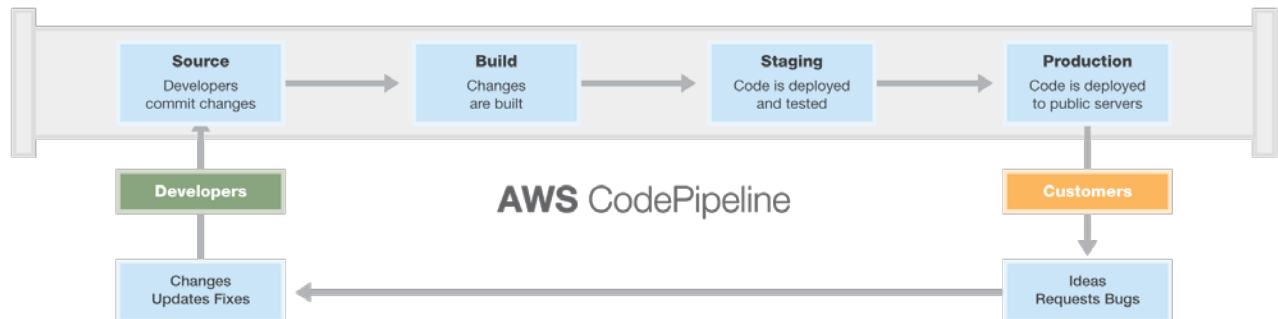 Source
Developers
commit changes
Build
Changes
are built
Staging
Code is deployed
and tested
Production
Code is deployed
to public servers
Developers
AWS CodePipeline
Customers
Changes
Updates Fixes
Ideas
Requests Bugs